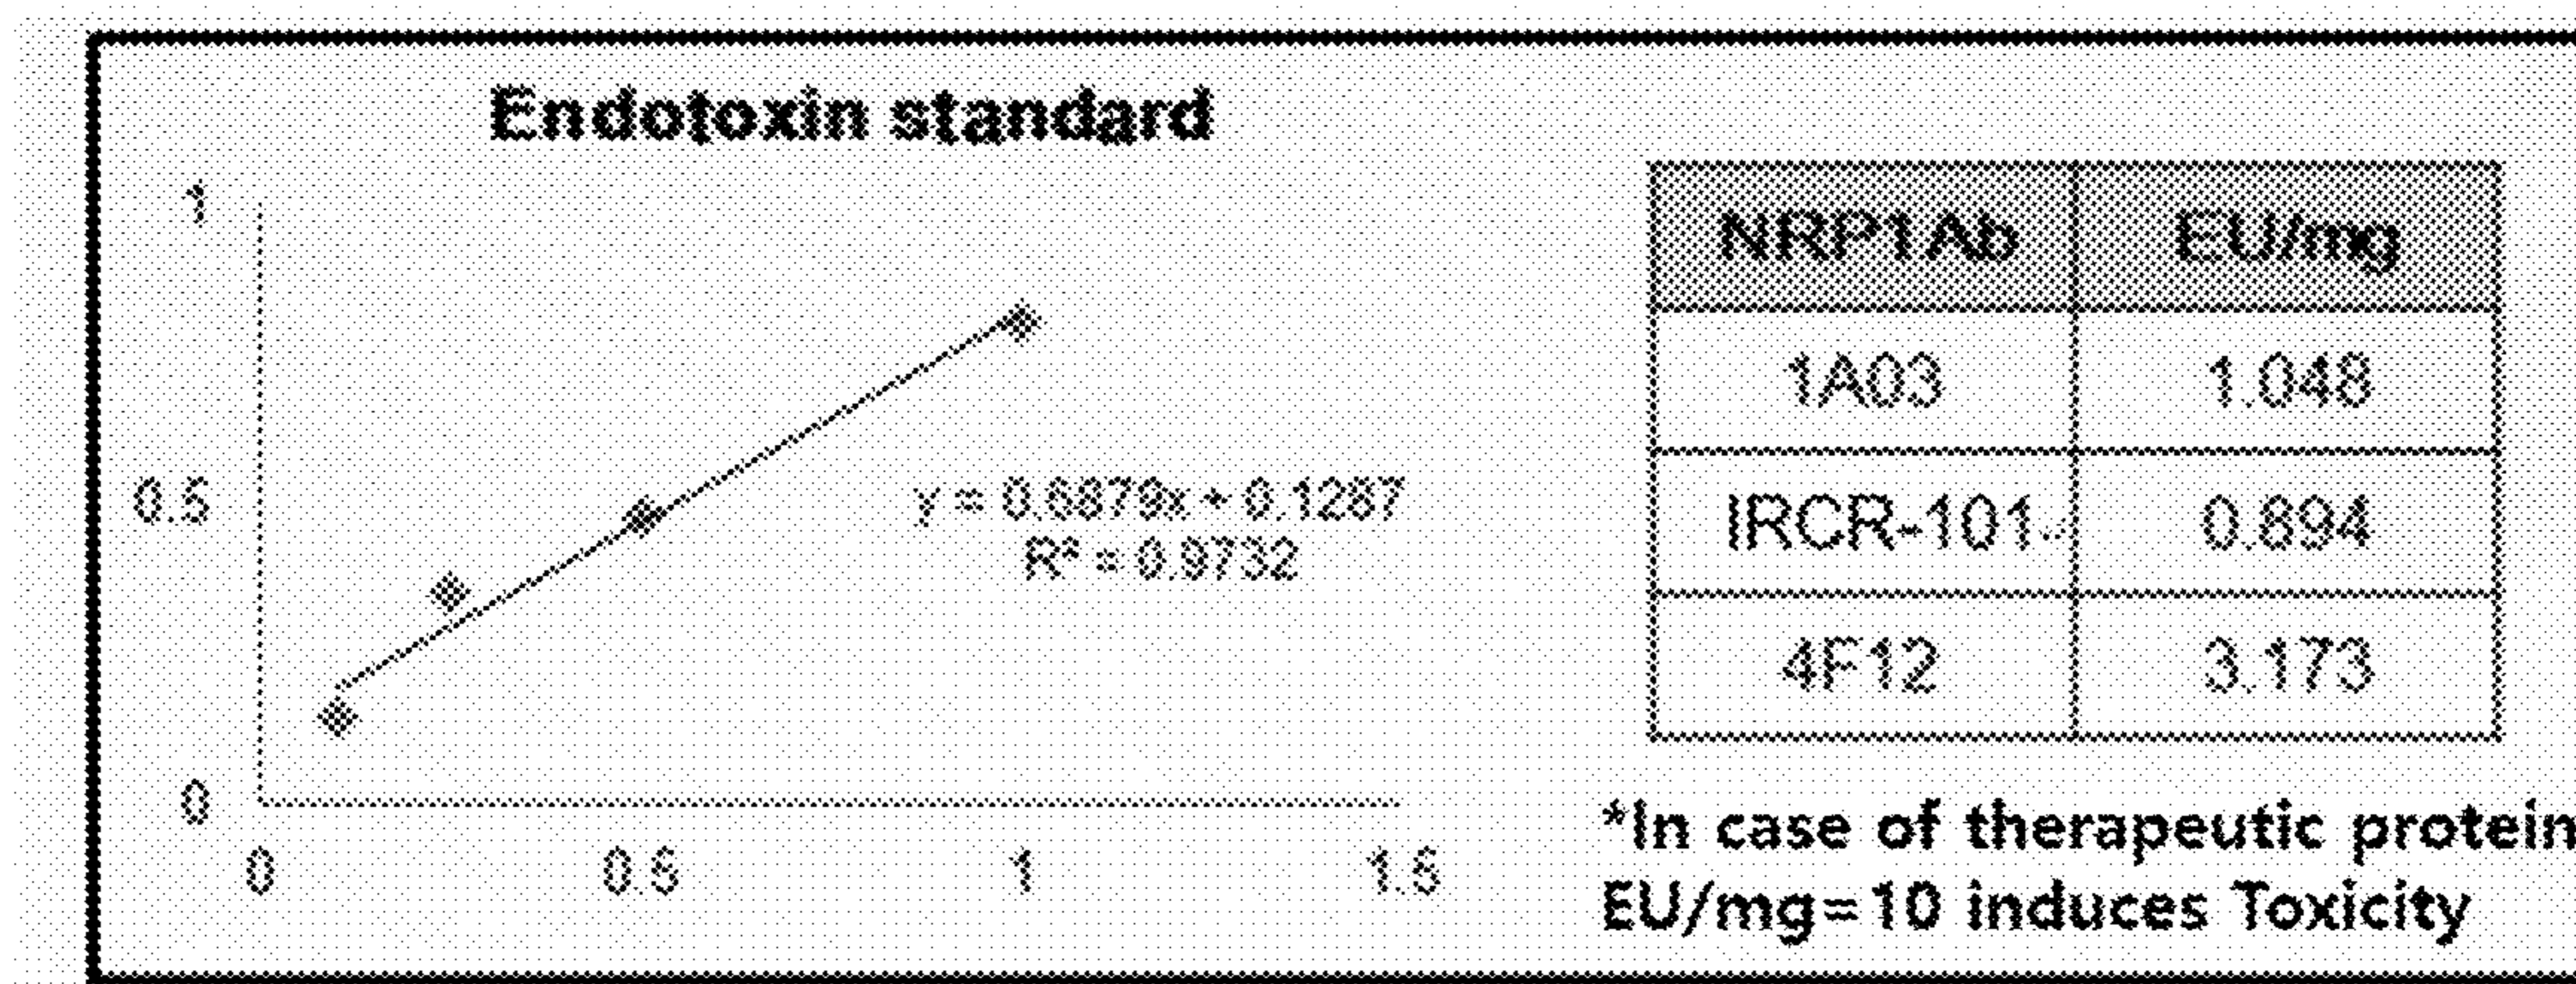 Endotoxin standard
1
0.5
0
0
0.5
1
1.5
y = 0.6879x + 0.1287
R² = 0.9732
NRP1Ab EU/mg
1A03 1.048
IRCR-101 0.894
4F12 3.173
*In case of therapeutic protein
EU/mg=10 induces Toxicity